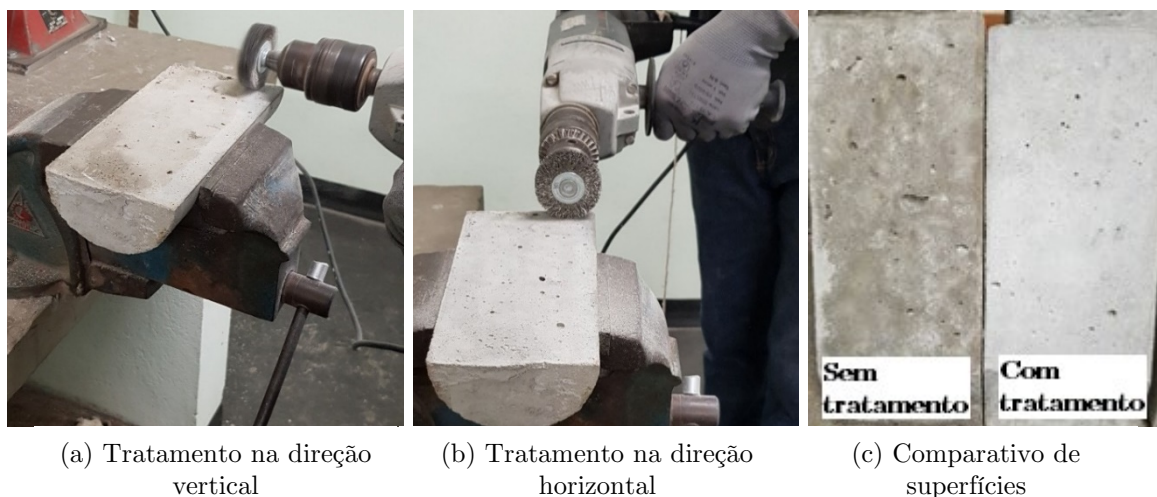 Sem
tratamento
Com
tratamento
(a) Tratamento na direção
vertical
(b) Tratamento na direção
horizontal
(c) Comparativo de
superfícies